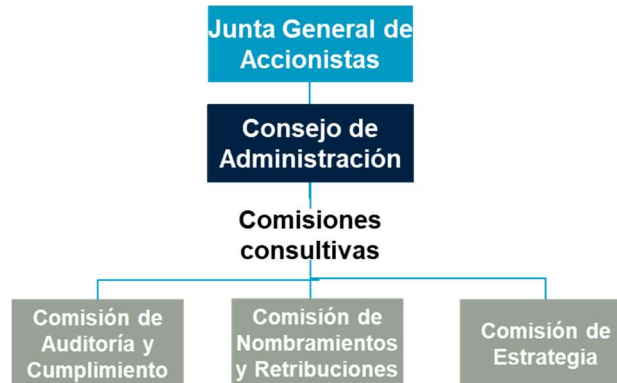 Junta General de
Accionistas
Consejo de
Administración
Comisiones
consultivas
Comisión de
Auditoría y
Cumplimiento
Comisión de
Nombramientos
y Retribuciones
Comisión de
Estrategia